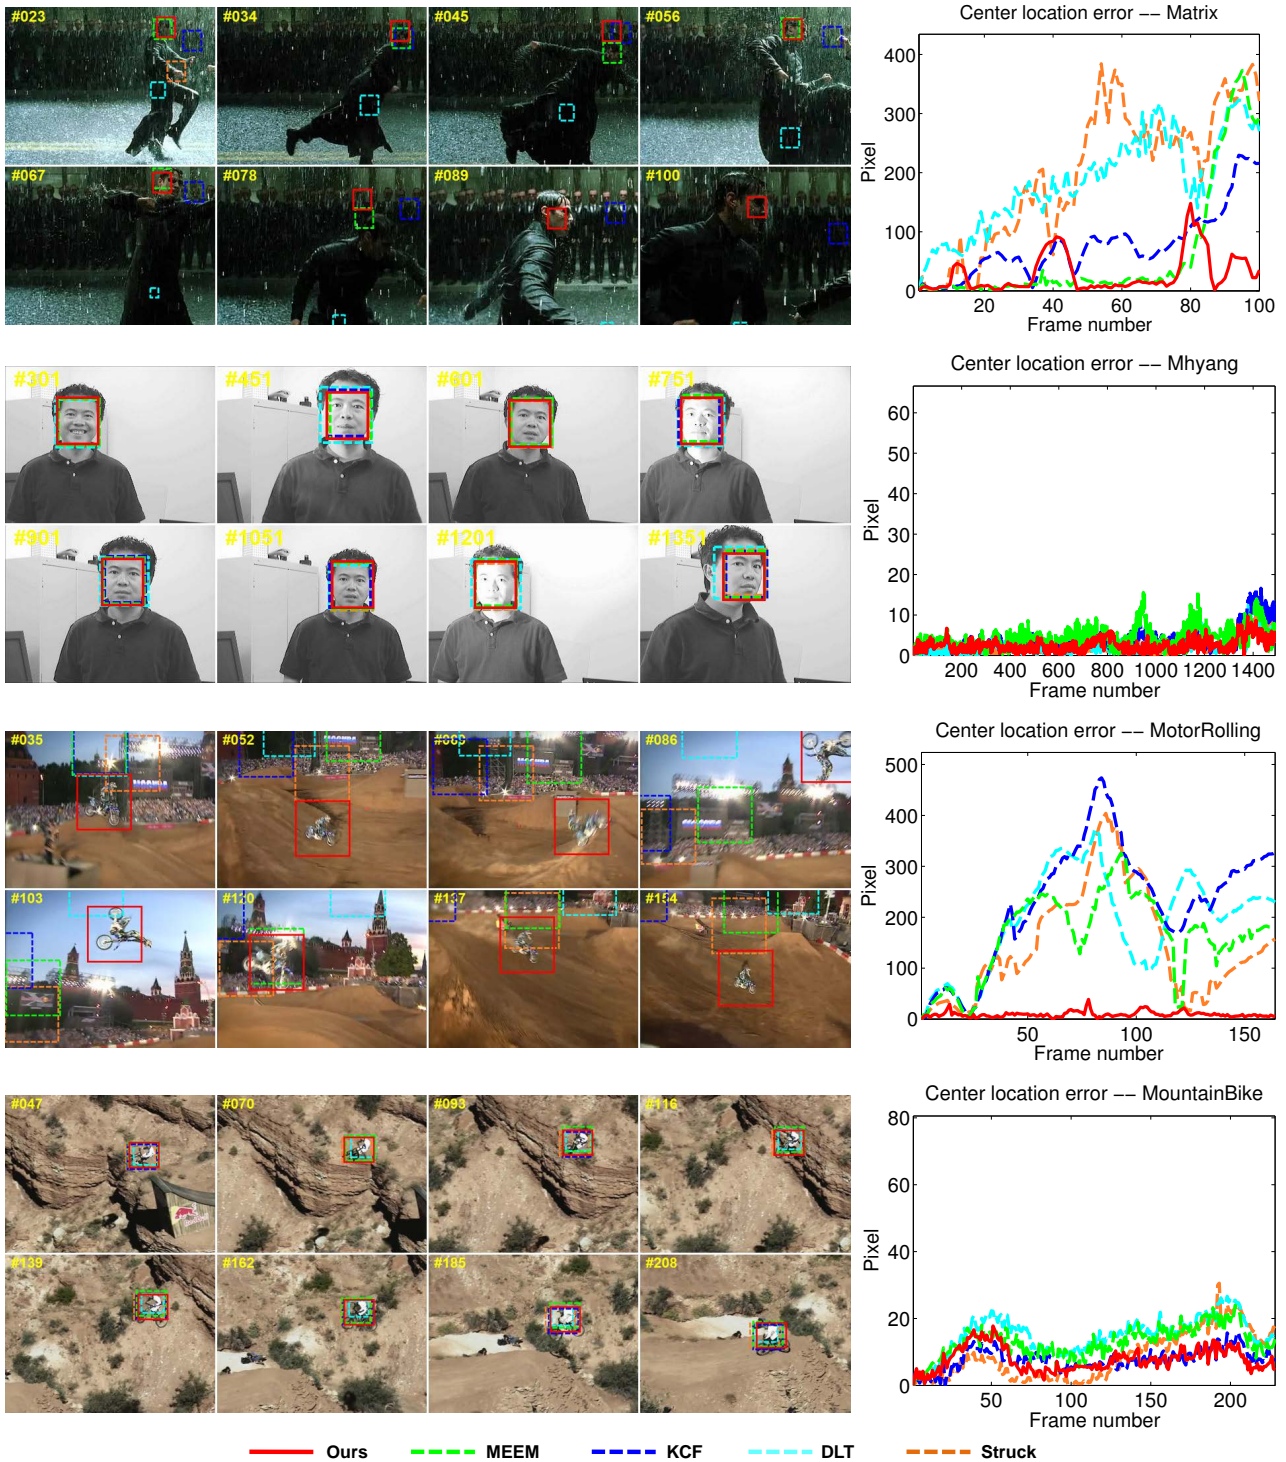 #023 #034 #045 #056
#067 #078 #089 #100
Center location error −− Matrix
Pixel
400
300
200
100
0
20 40 60 80 100
Frame number
#301 #451 #601 #751
#901 #1051 #1201 #1351
Center location error −− Mhyang
Pixel
60
50
40
30
20
10
0
200 400 600 800 1000 1200 1400
Frame number
#035 #052 #069 #086
#103 #120 #137 #154
Center location error −− MotorRolling
Pixel
500
400
300
200
100
0
50 100 150
Frame number
#047 #070 #093 #116
#139 #162 #185 #208
Center location error −− MountainBike
Pixel
80
60
40
20
0
50 100 150 200
Frame number
Ours MEEM KCF DLT Struck